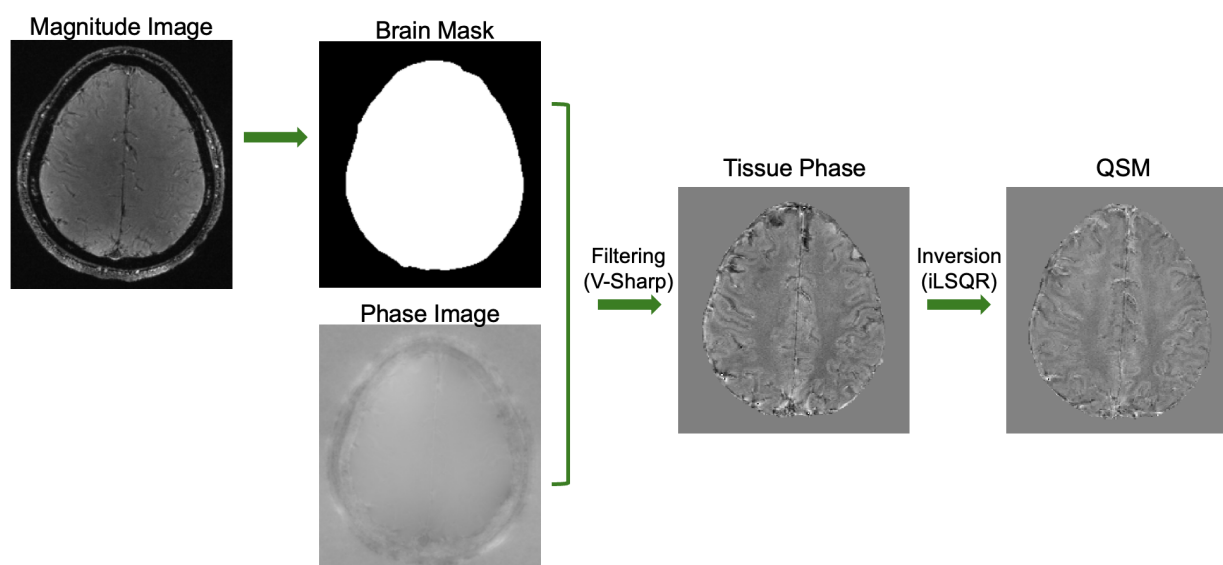 Magnitude Image
Brain Mask
Phase Image
Filtering
(V-Sharp)
Tissue Phase
Inversion
(iLSQR)
QSM